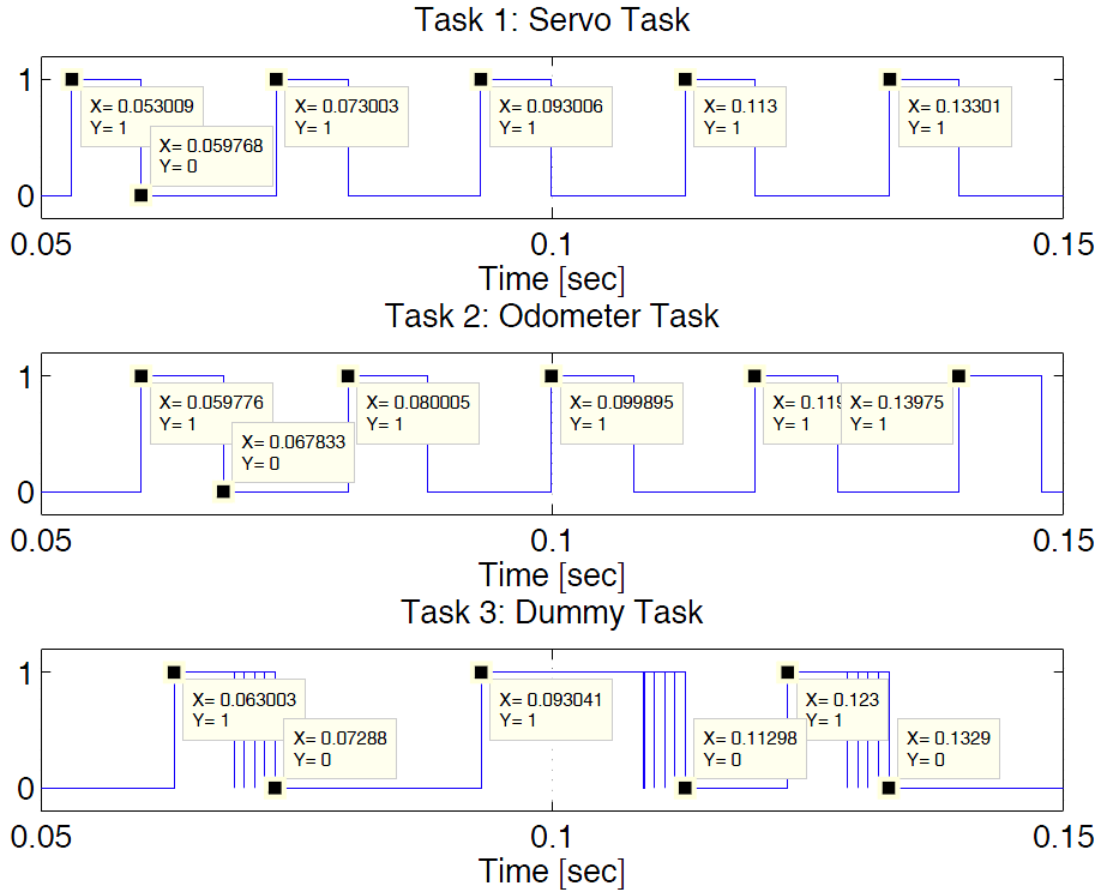 Task 1: Servo Task
1
X= 0.053009
Y= 1
X= 0.059768
Y= 0
X= 0.073003
Y= 1
X= 0.093006
Y= 1
X= 0.113
Y= 1
X= 0.13301
Y= 1
0
0.05 0.1 0.15
Time [sec]
Task 2: Odometer Task
1
X= 0.059776
Y= 1
X= 0.067833
Y= 0
X= 0.080005
Y= 1
X= 0.099895
Y= 1
X= 0.119
Y= 1
X= 0.13975
Y= 1
0
0.05 0.1 0.15
Time [sec]
Task 3: Dummy Task
1
X= 0.063003
Y= 1
X= 0.07288
Y= 0
X= 0.093041
Y= 1
X= 0.11298
Y= 0
X= 0.123
Y= 1
X= 0.1329
Y= 0
0
0.05 0.1 0.15
Time [sec]